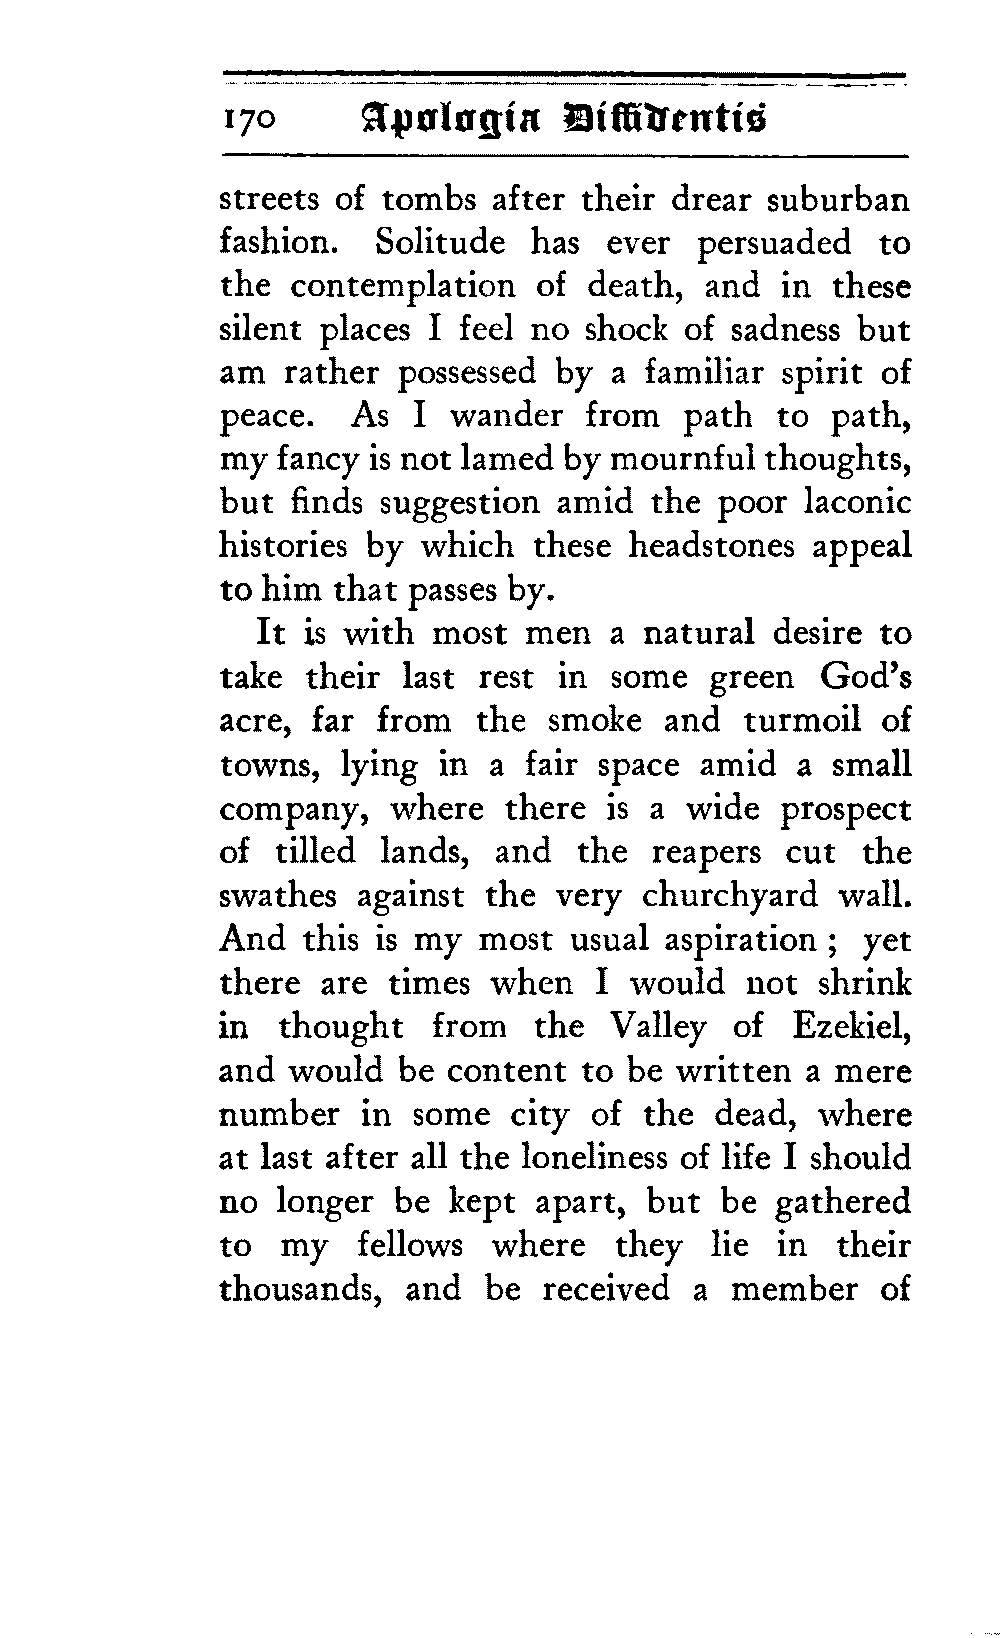 170 Apologia Diffidentis
streets of tombs after their drear suburban
fashion. Solitude has ever persuaded to
the contemplation of death, and in these
silent places I feel no shock of sadness but
am rather possessed by a familiar spirit of
peace. As I wander from path to path,
my fancy is not lamed by mournful thoughts,
but finds suggestion amid the poor laconic
histories by which these headstones appeal
to him that passes by.
It is with most men a natural desire to
take their last rest in some green God's
acre, far from the smoke and turmoil of
towns, lying in a fair space amid a small
company, where there is a wide prospect
of tilled lands, and the reapers cut the
swathes against the very churchyard wall.
And this is my most usual aspiration ; yet
there are times when I would not shrink
in thought from the Valley of Ezekiel,
and would be content to be written a mere
number in some city of the dead, where
at last after all the loneliness of life I should
no longer be kept apart, but be gathered
to my fellows where they lie in their
thousands, and be received a member of